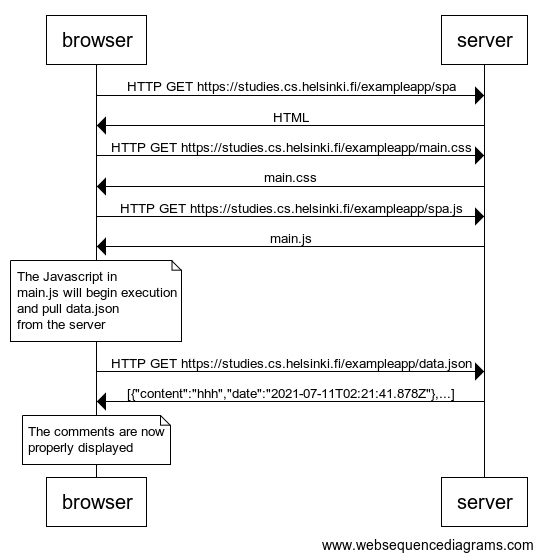 browser
server
HTTP GET https://studies.cs.helsinki.fi/exampleapp/spa
HTML
HTTP GET https://studies.cs.helsinki.fi/exampleapp/main.css
main.css
HTTP GET https://studies.cs.helsinki.fi/exampleapp/spa.js
main.js
The Javascript in
main.js will begin execution
and pull data.json
from the server
HTTP GET https://studies.cs.helsinki.fi/exampleapp/data.json
[{"content":"hhh","date":"2021-07-11T02:21:41.878Z"},...]
The comments are now
properly displayed
browser
server
www.websequencediagrams.com